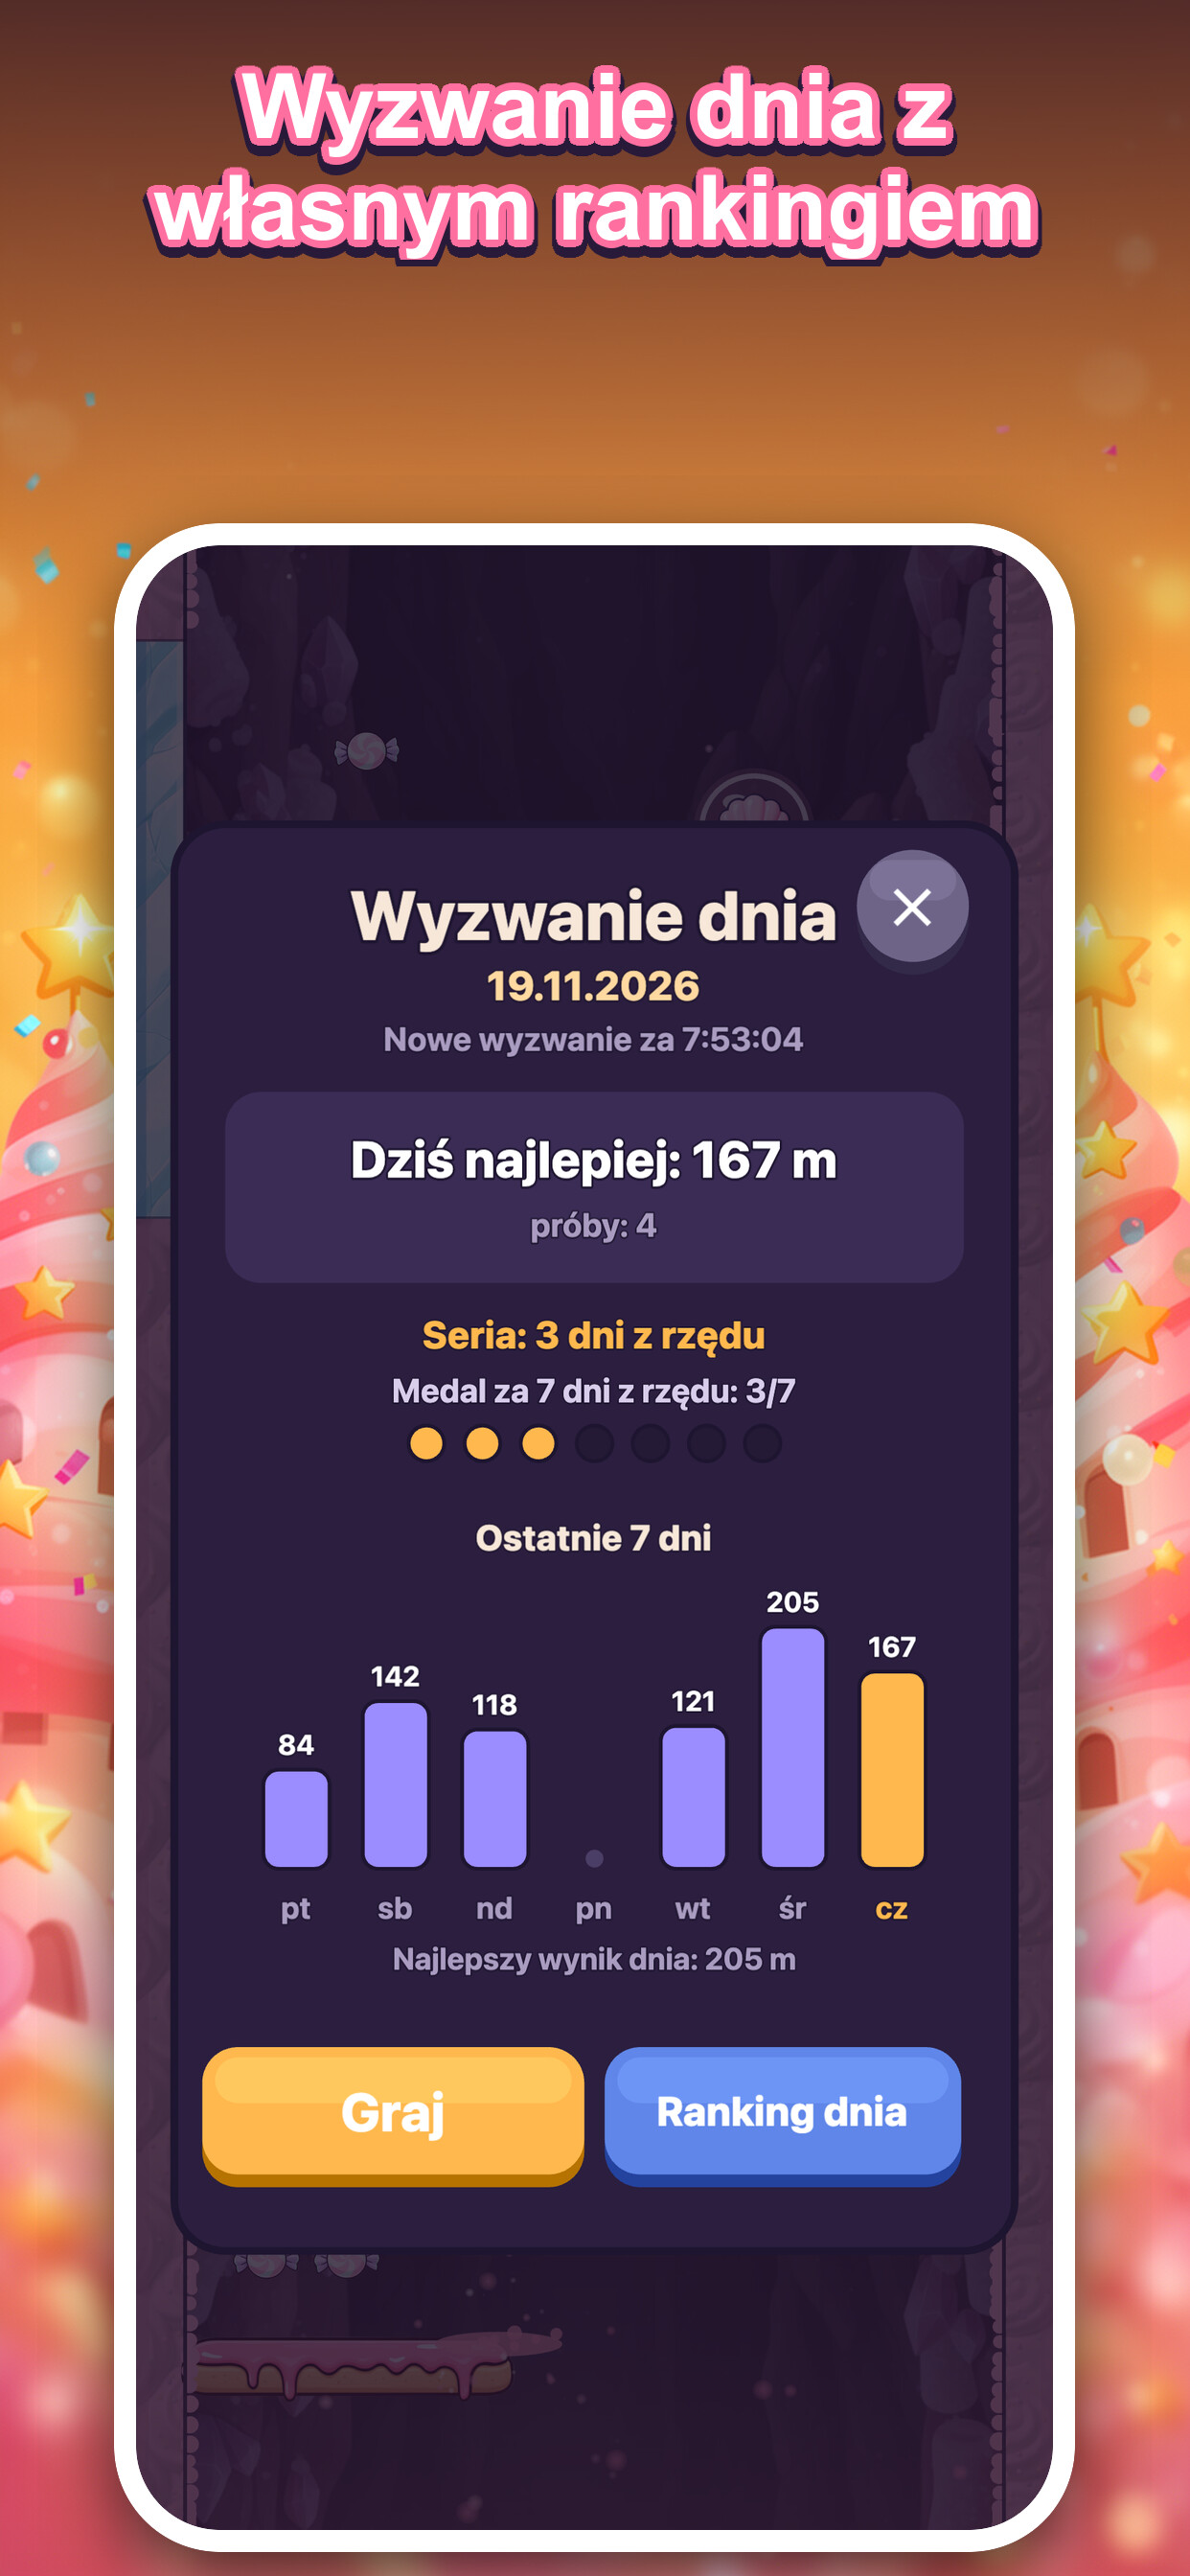 Wyzwanie dnia z
własnym rankingiem
Wyzwanie dnia
19.11.2026
Nowe wyzwanie za 7:53:04
Dziś najlepiej: 167 m
próby: 4
Seria: 3 dni z rzędu
Medal za 7 dni z rzędu: 3/7
Ostatnie 7 dni
84
142
118
121
205
167
pt sb nd pn wt śr cz
Najlepszy wynik dnia: 205 m
Graj
Ranking dnia